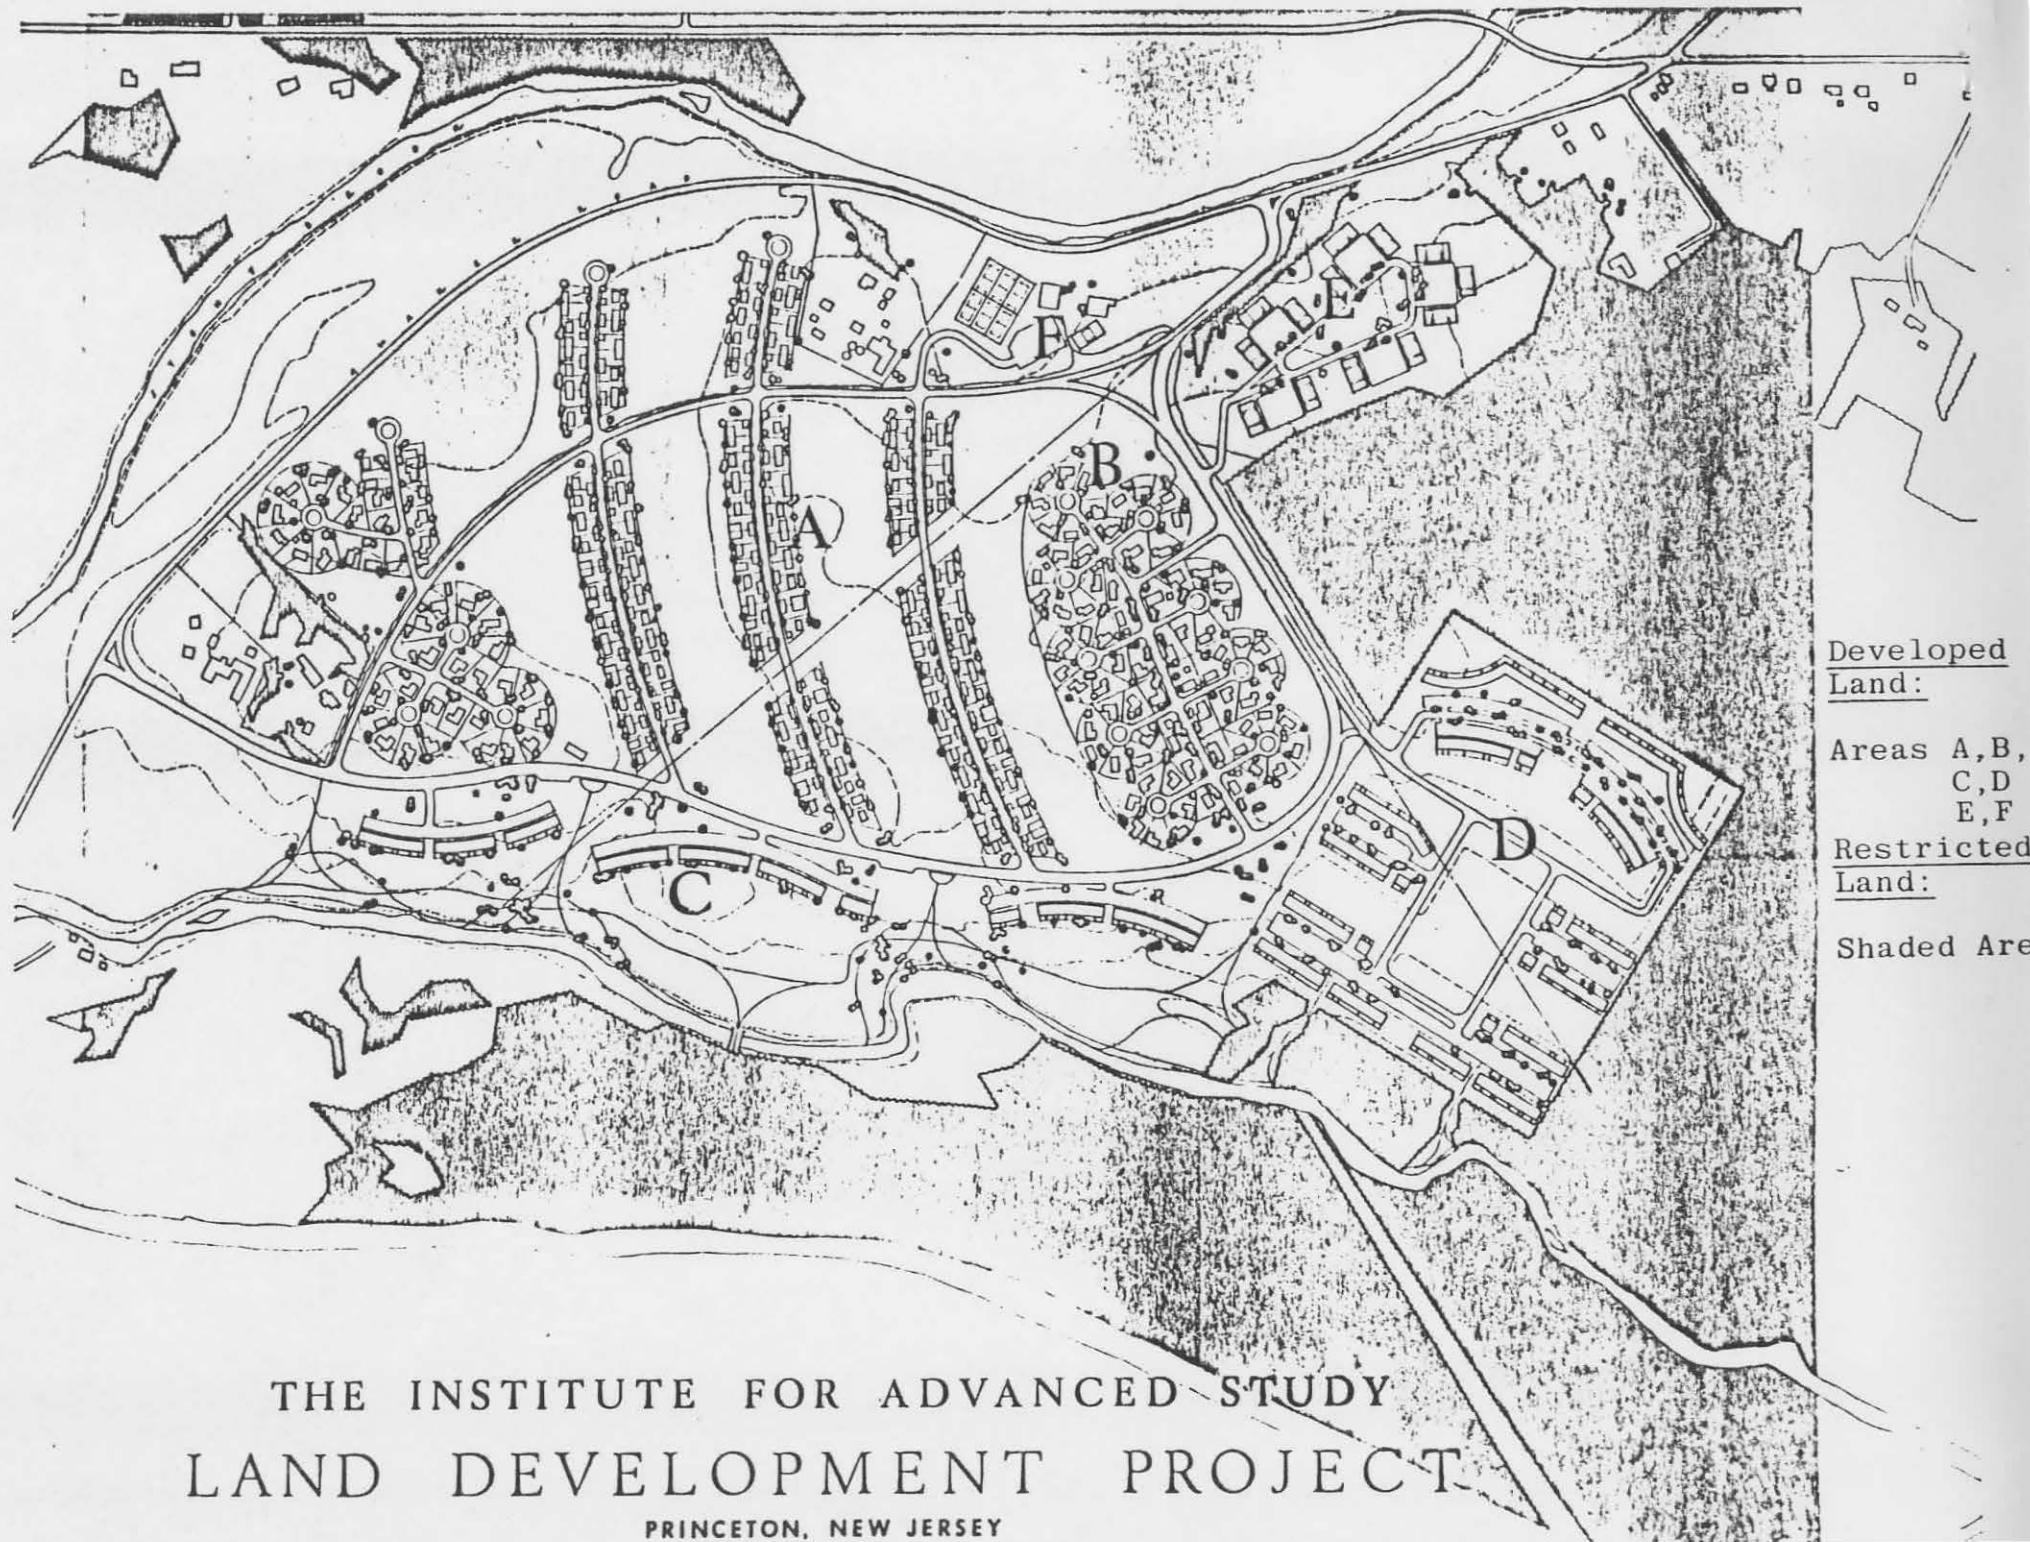 F
E
B
A
Developed
Land:
Areas A,B,
C,D
E,F
Restricted
Land:
Shaded Are
D
C
THE INSTITUTE FOR ADVANCED STUDY
LAND DEVELOPMENT PROJECT
PRINCETON, NEW JERSEY